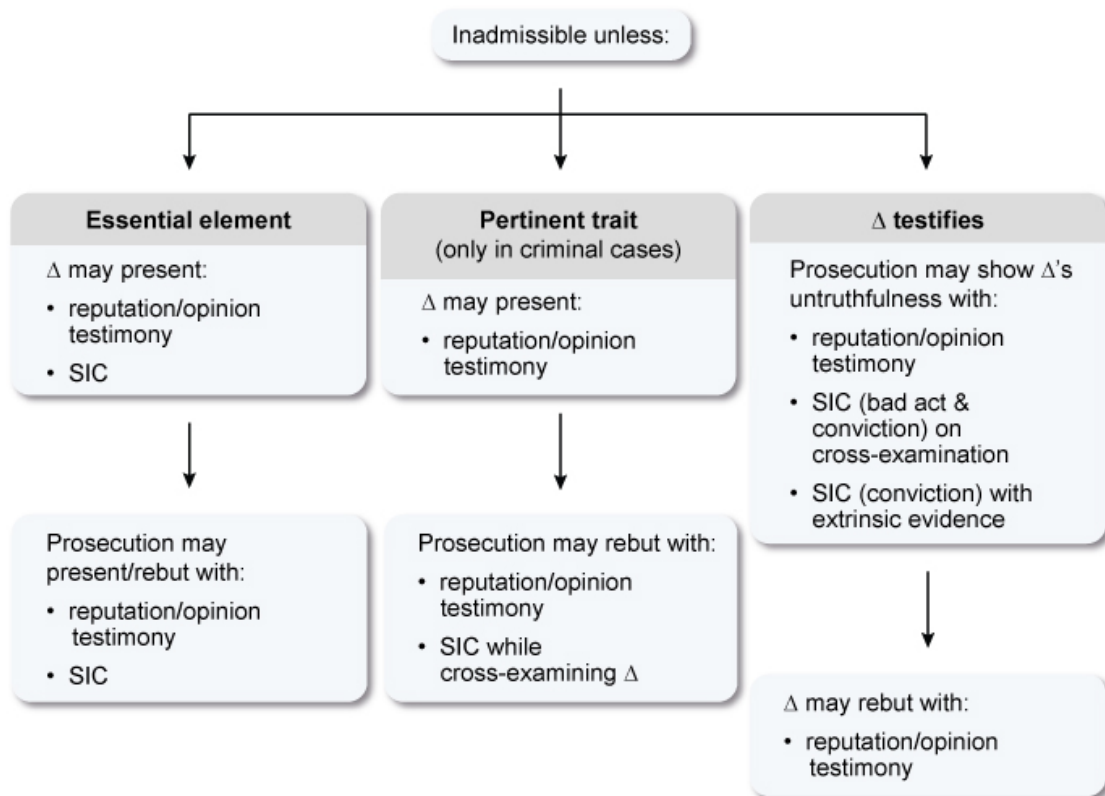 Inadmissible unless:
Essential element
Δ may present:
• reputation/opinion
testimony
• SIC
Prosecution may
present/rebut with:
• reputation/opinion
testimony
• SIC
Pertinent trait
(only in criminal cases)
Δ may present:
• reputation/opinion
testimony
Prosecution may rebut with:
• reputation/opinion
testimony
• SIC while
cross-examining Δ
Δ testifies
Prosecution may show Δ's
untruthfulness with:
• reputation/opinion
testimony
• SIC (bad act &
conviction) on
cross-examination
• SIC (conviction) with
extrinsic evidence
Δ may rebut with:
• reputation/opinion
testimony